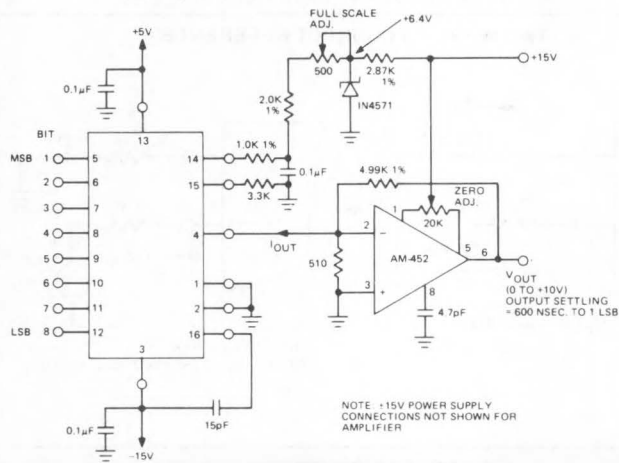 FULL SCALE
ADJ.
+6.4V
+5V
+15V
500
2.87K
1%
0.1µF
IN4571
2.0K
1%
13
BIT
MSB
1
5
14
1.0K 1%
0.1µF
4.99K 1%
2
6
15
3.3K
ZERO
ADJ.
3
7
1
20K
4
8
4
IOUT
2
−
5
9
510
AM-452
5
6
6
10
1
3
+
VOUT
(0 TO +10V)
OUTPUT SETTLING
= 600 NSEC. TO 1 LSB
7
11
2
8
4.7pF
LSB
8
12
16
3
15pF
0.1µF
-15V
NOTE ±15V POWER SUPPLY
CONNECTIONS NOT SHOWN FOR
AMPLIFIER